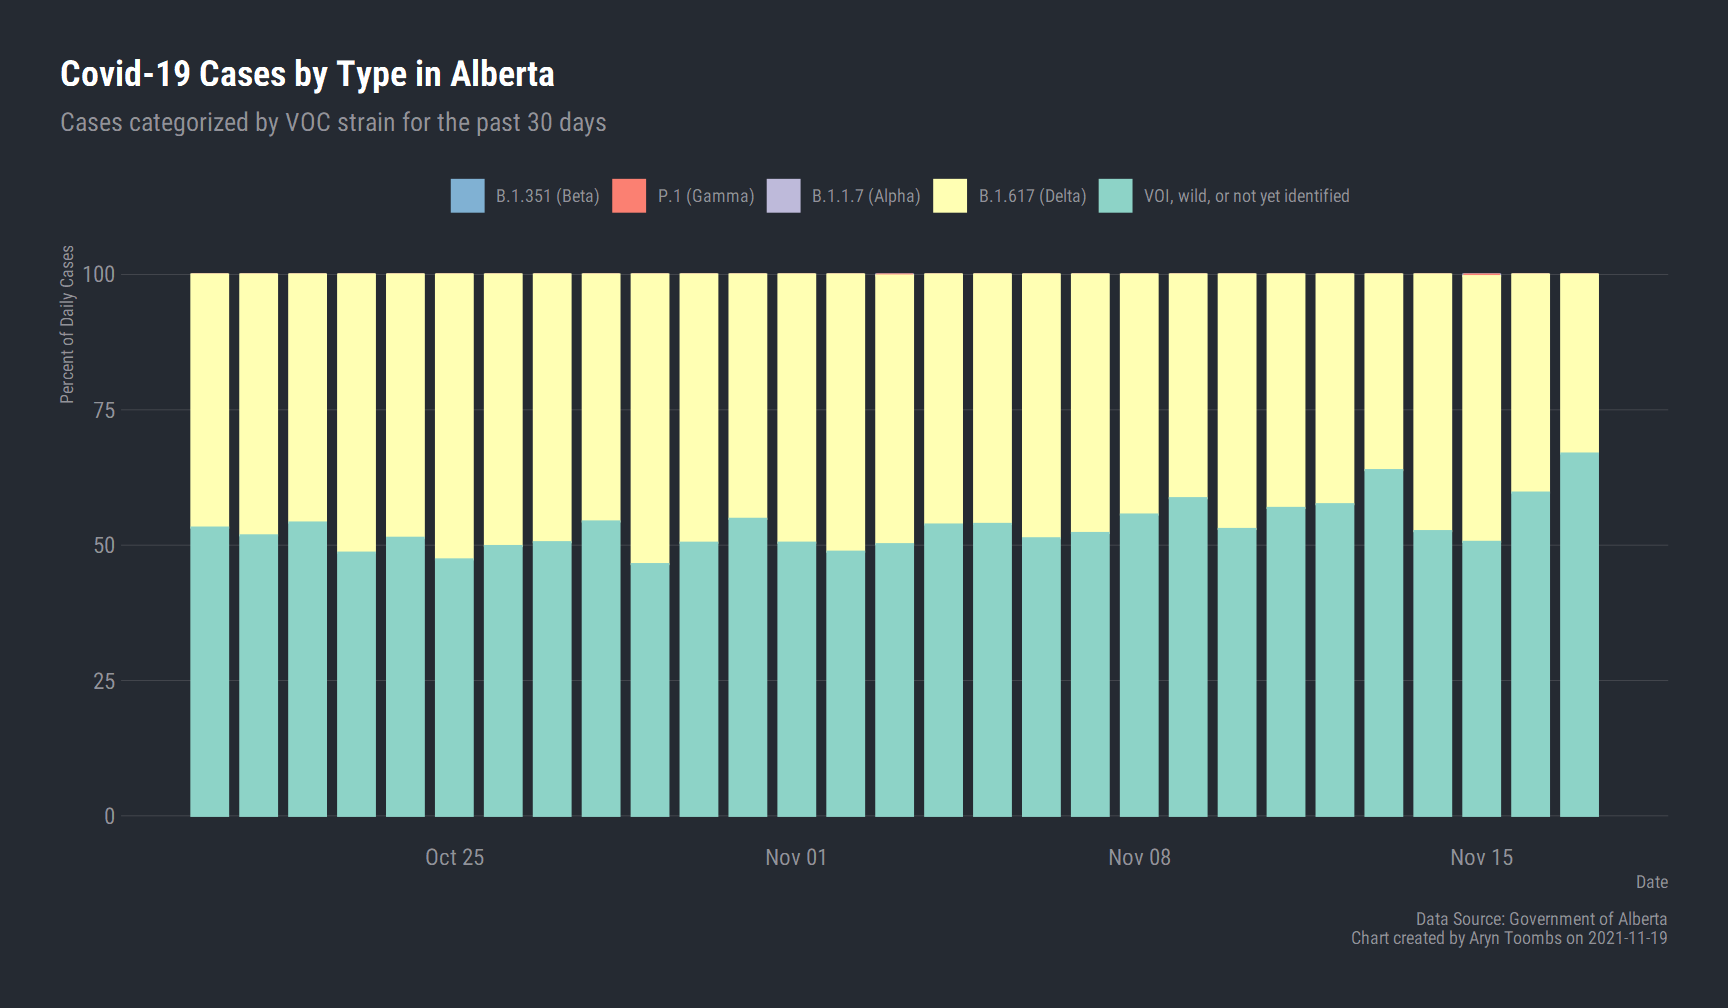 Covid-19 Cases by Type in Alberta
Cases categorized by VOC strain for the past 30 days
B.1.351 (Beta) P.1 (Gamma) B.1.1.7 (Alpha) B.1.617 (Delta) VOI, wild, or not yet identified
Percent of Daily Cases
100
75
50
25
0
Oct 25 Nov 01 Nov 08 Nov 15
Date
Data Source: Government of Alberta
Chart created by Aryn Toombs on 2021-11-19